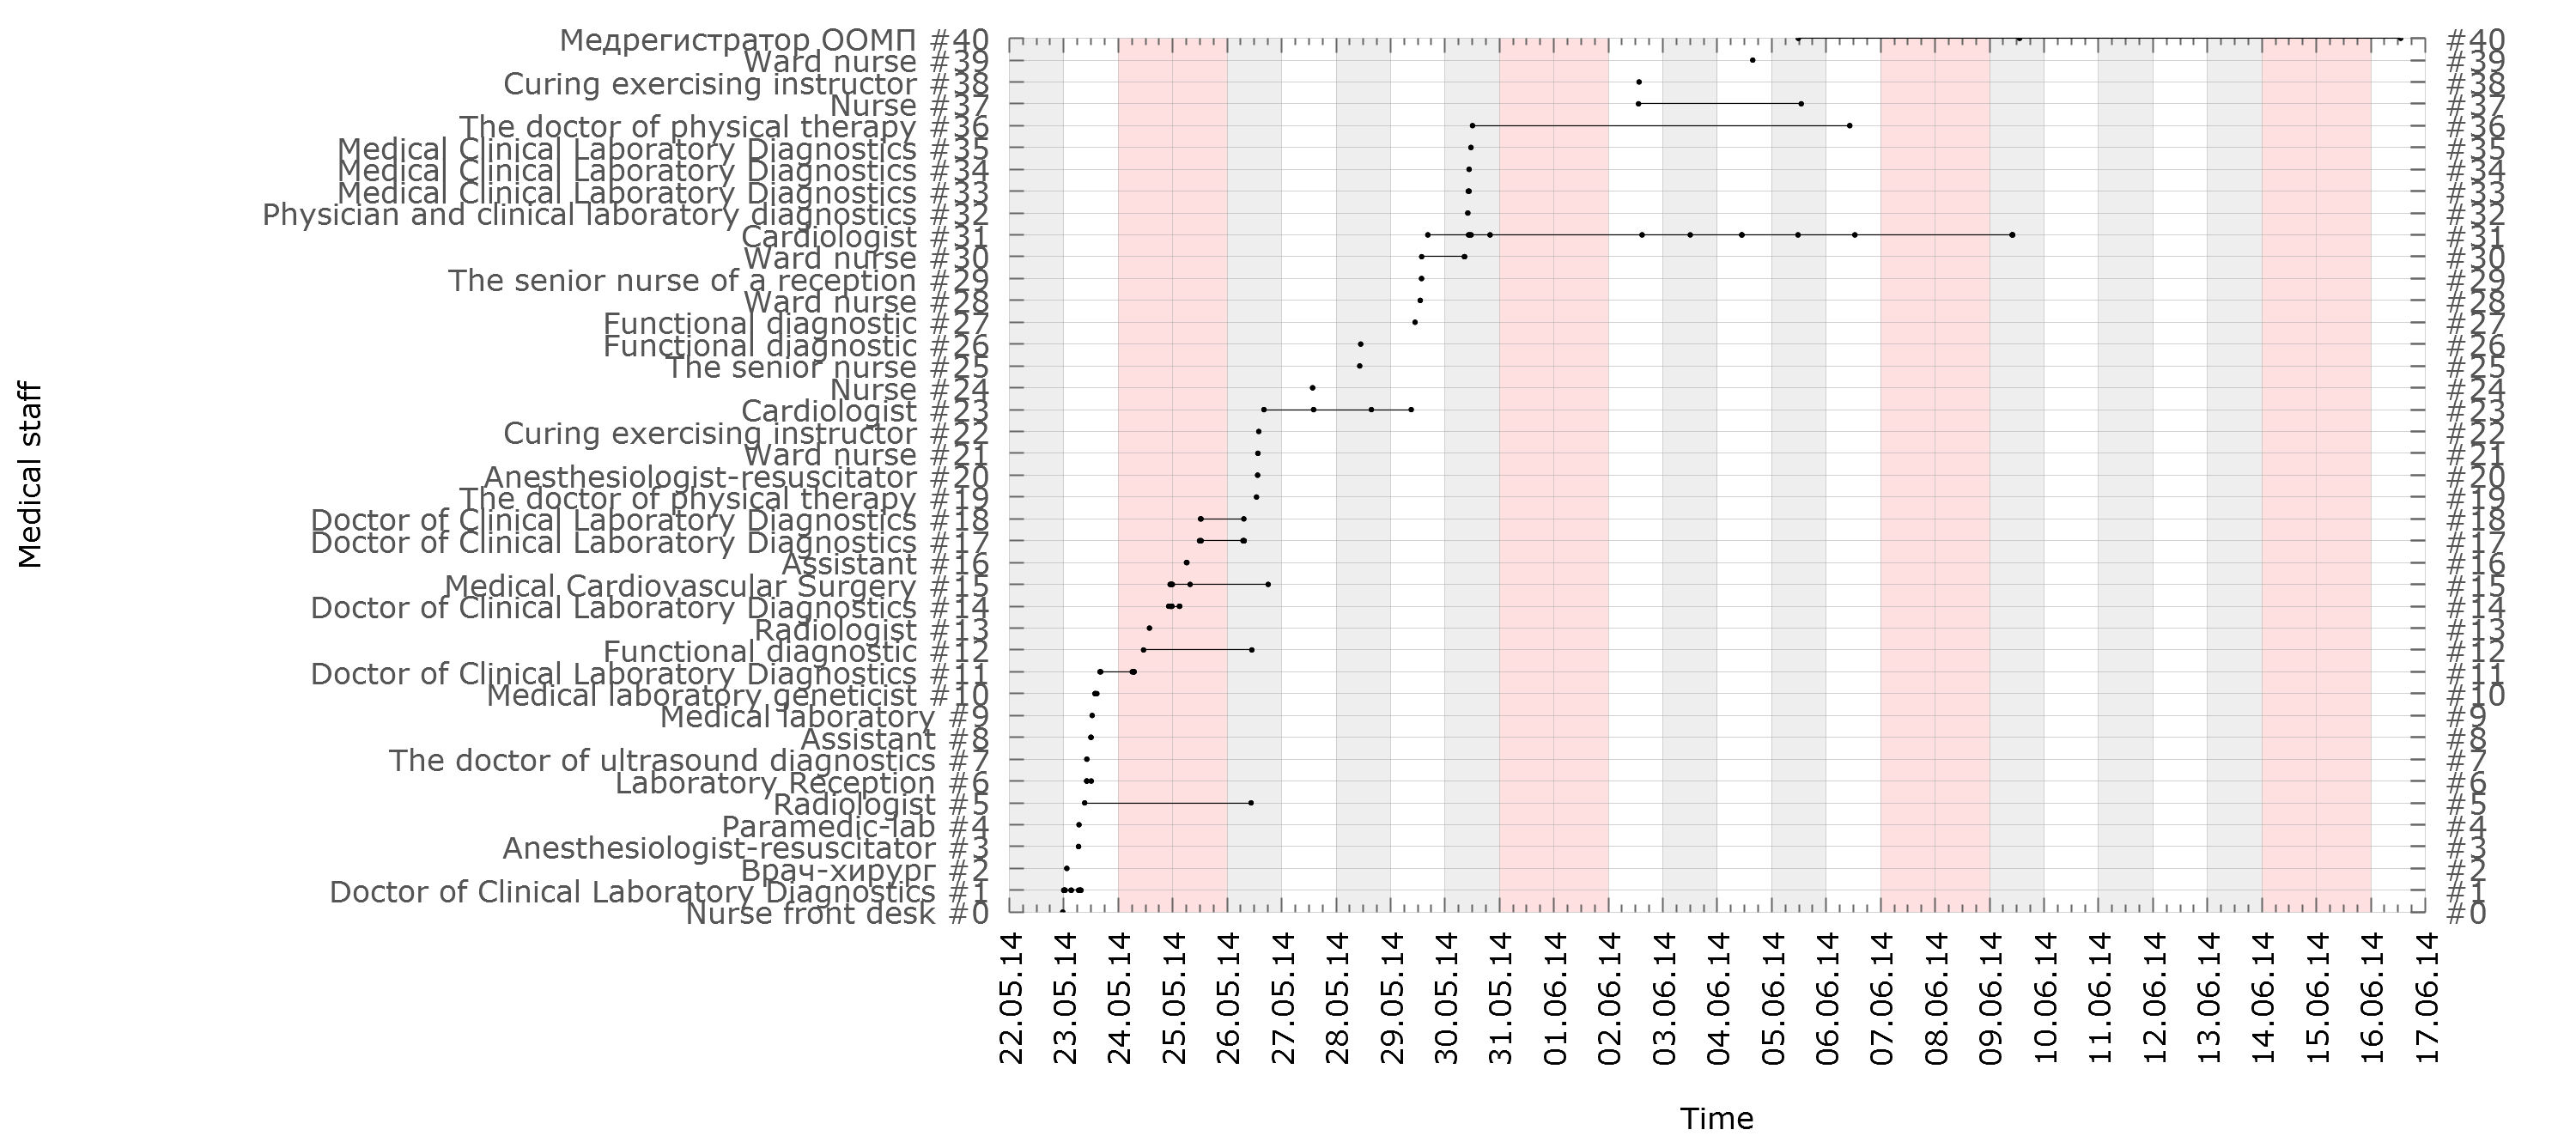 Медрегистратор ООМП #40
Ward nurse #39
Curing exercising instructor #38
Nurse #37
The doctor of physical therapy #36
Medical Clinical Laboratory Diagnostics #35
Medical Clinical Laboratory Diagnostics #34
Medical Clinical Laboratory Diagnostics #33
Physician and clinical laboratory diagnostics #32
Cardiologist #31
Ward nurse #30
The senior nurse of a reception #29
Ward nurse #28
Functional diagnostic #27
Functional diagnostic #26
The senior nurse #25
Nurse #24
Cardiologist #23
Curing exercising instructor #22
Ward nurse #21
Anesthesiologist-resuscitator #20
The doctor of physical therapy #19
Doctor of Clinical Laboratory Diagnostics #18
Doctor of Clinical Laboratory Diagnostics #17
Assistant #16
Medical Cardiovascular Surgery #15
Doctor of Clinical Laboratory Diagnostics #14
Radiologist #13
Functional diagnostic #12
Doctor of Clinical Laboratory Diagnostics #11
Medical laboratory geneticist #10
Medical laboratory #9
Assistant #8
The doctor of ultrasound diagnostics #7
Laboratory Reception #6
Radiologist #5
Paramedic-lab #4
Anesthesiologist-resuscitator #3
Врач-хирург #2
Doctor of Clinical Laboratory Diagnostics #1
Nurse front desk #0
#40
#39
#38
#37
#36
#35
#34
#33
#32
#31
#30
#29
#28
#27
#26
#25
#24
#23
#22
#21
#20
#19
#18
#17
#16
#15
#14
#13
#12
#11
#10
#9
#8
#7
#6
#5
#4
#3
#2
#1
#0
Medical staff
22.05.14
23.05.14
24.05.14
25.05.14
26.05.14
27.05.14
28.05.14
29.05.14
30.05.14
31.05.14
01.06.14
02.06.14
03.06.14
04.06.14
05.06.14
06.06.14
07.06.14
08.06.14
09.06.14
10.06.14
11.06.14
12.06.14
13.06.14
14.06.14
15.06.14
16.06.14
17.06.14
Time